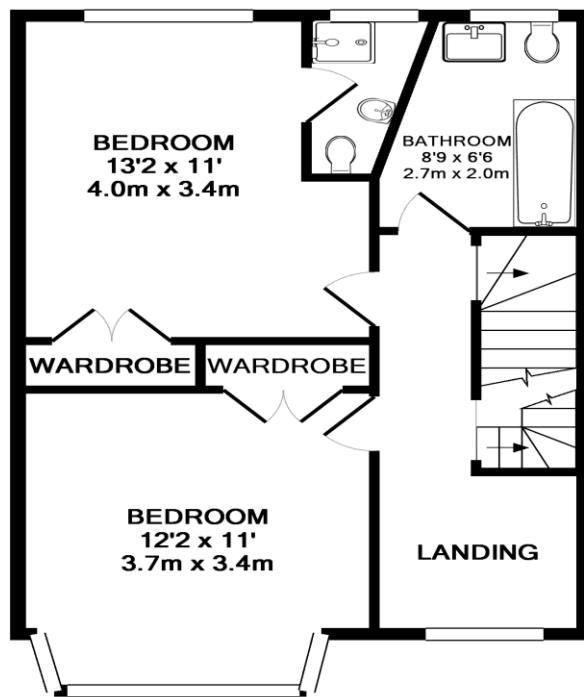 BEDROOM
13'2 x 11'
4.0m x 3.4m
BATHROOM
8'9 x 6'6
2.7m x 2.0m
WARDROBE
WARDROBE
BEDROOM
12'2 x 11'
3.7m x 3.4m
LANDING